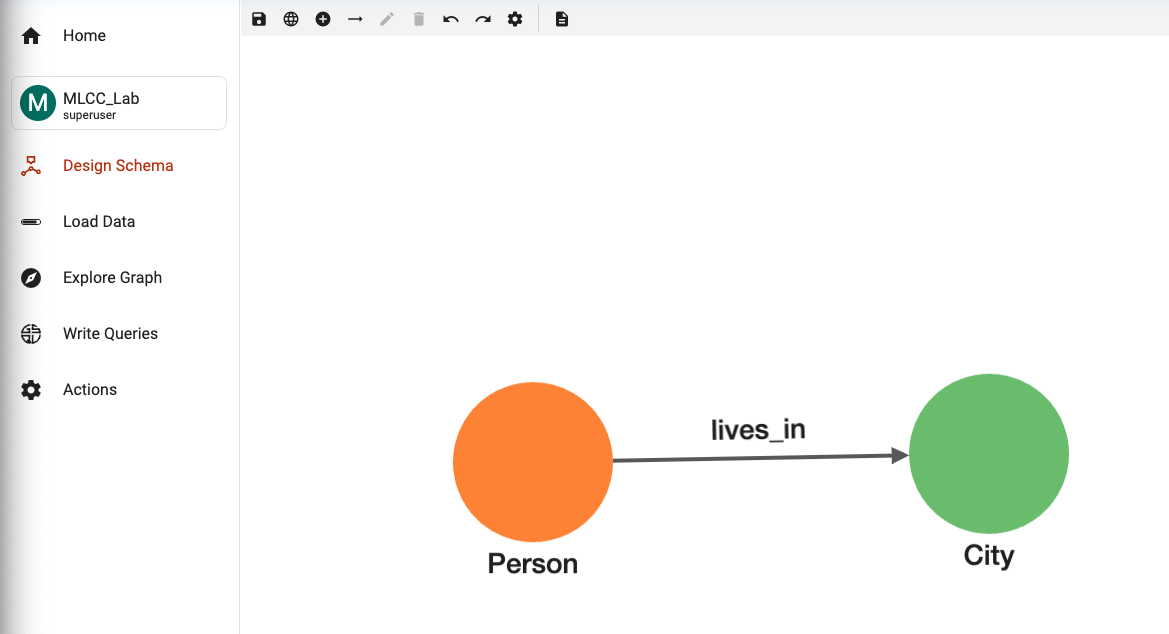 Home
M
MLCC_Lab
superuser
Design Schema
Load Data
Explore Graph
Write Queries
Actions
lives_in
Person
City